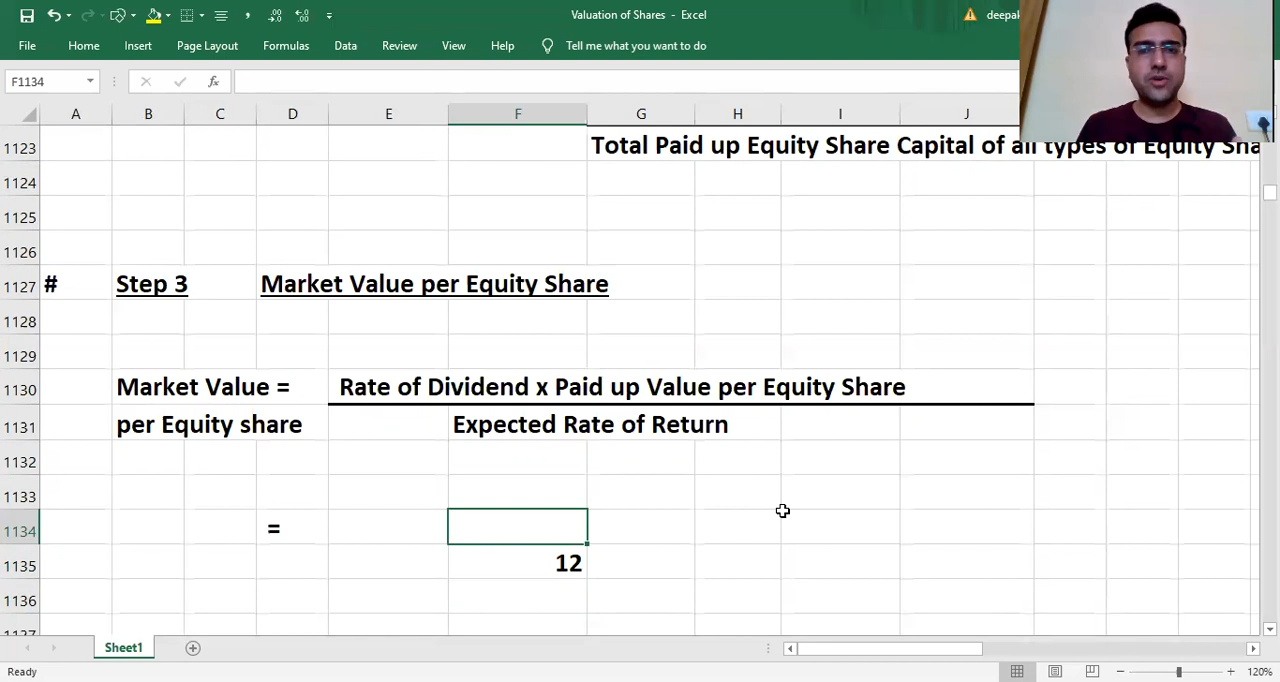 Valuation of Shares - Excel
deepak
File Home Insert Page Layout Formulas Data Review View Help Tell me what you want to do
F1134 fx
A B C D E F G H I J
1123 Total Paid up Equity Share Capital of all types of Equity Sha
1124
1125
1126
1127 # Step 3 Market Value per Equity Share
1128
1129
1130 Market Value = Rate of Dividend x Paid up Value per Equity Share
1131 per Equity share Expected Rate of Return
1132
1133
1134 =
1135 12
1136
Sheet1
Ready 120%